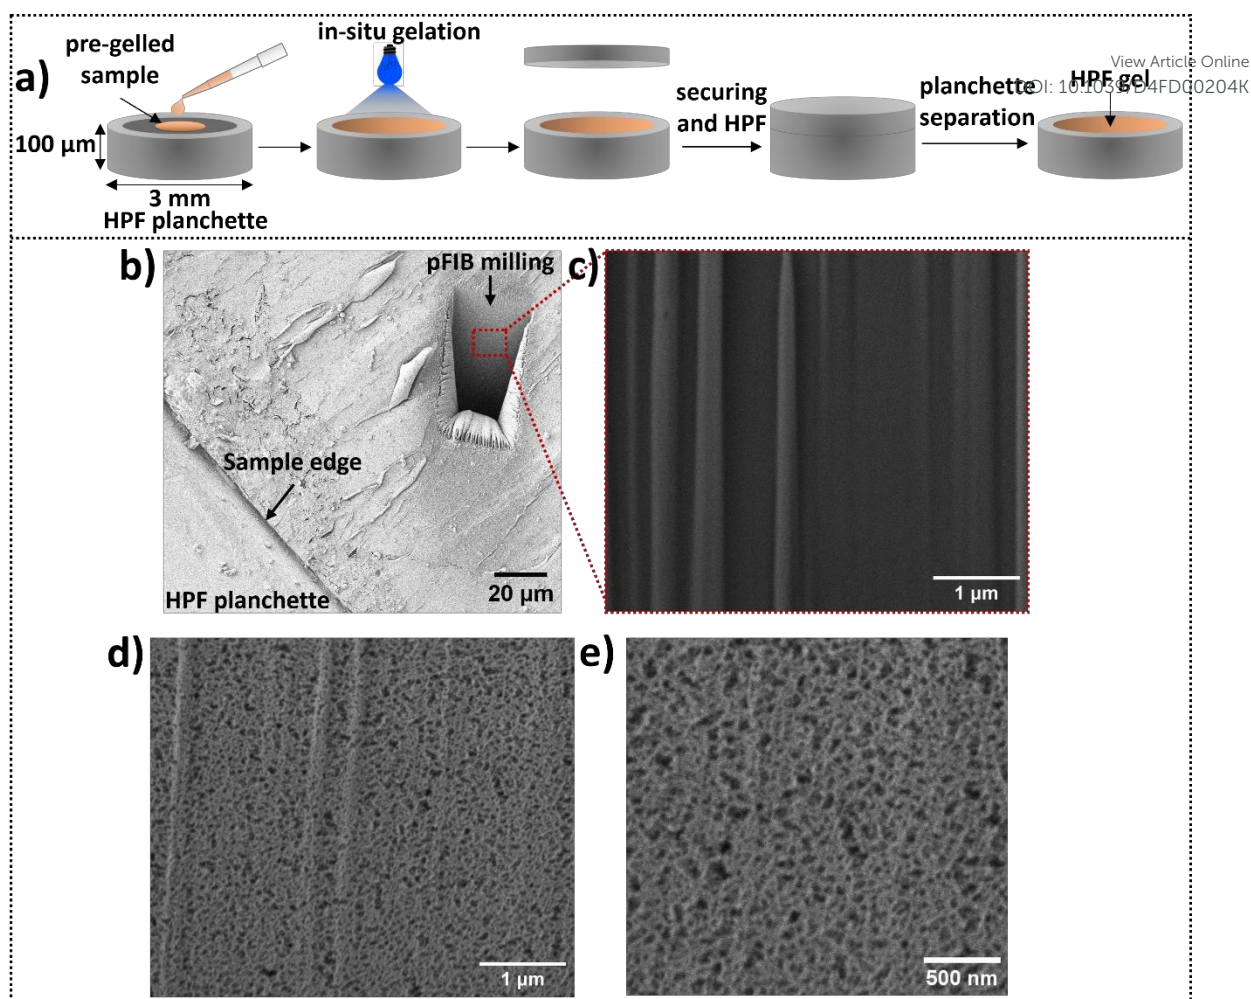 a)
pre-gelled
sample
in-situ gelation
securing
and HPF
planchette
separation
HPF gel
View Article Online
DOI: 10.1039/D4FD00204K
100 µm
3 mm
HPF planchette
b)
pFIB milling
Sample edge
HPF planchette
20 µm
c)
1 µm
d)
1 µm
e)
500 nm